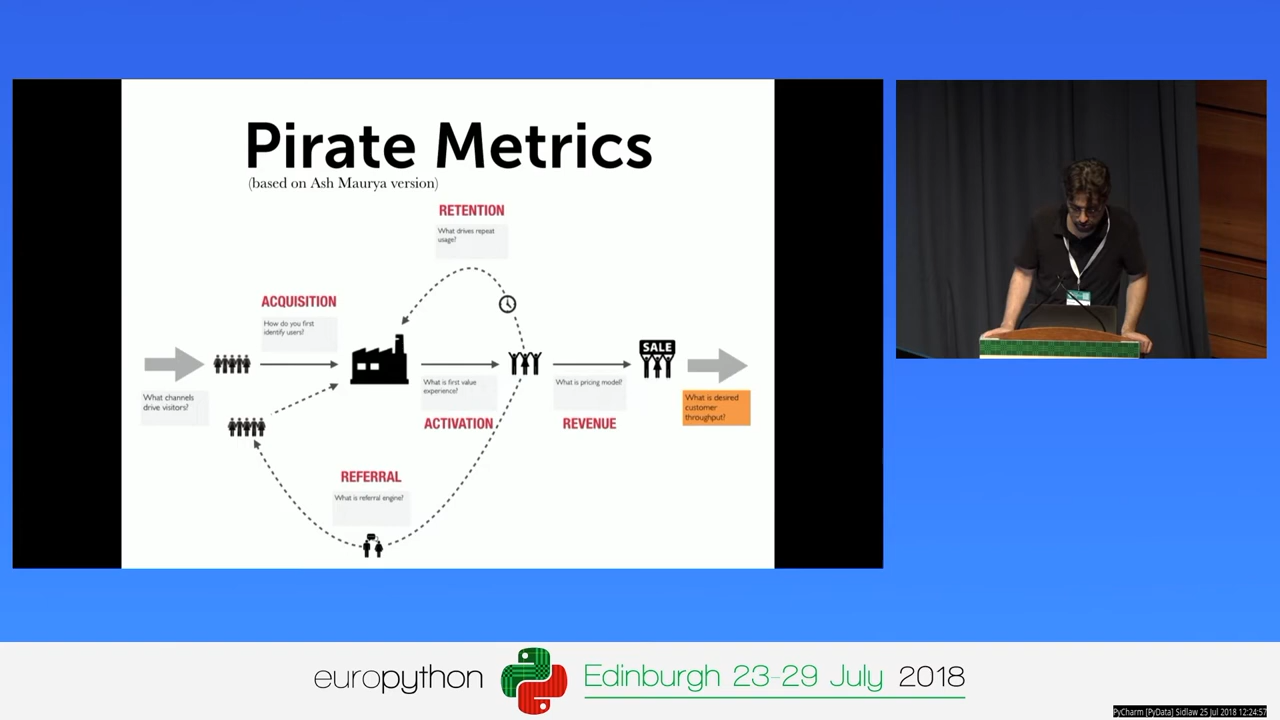 Pirate Metrics
(based on Ash Maurya version)
RETENTION
What drives repeat
usage?
ACQUISITION
How do you first
identify users?
SALE
What channels
drive visitors?
What is first value
experience?
ACTIVATION
What is pricing model?
REVENUE
What is desired
customer
throughput?
REFERRAL
What is referral engine?
europython
Edinburgh 23-29 July 2018
PyCharm [PyData] Sidlaw 25 Jul 2018 12:24:57